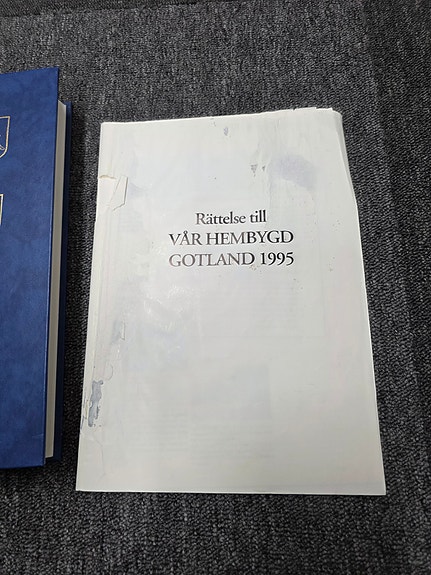 Rättelse till
VÅR HEMBYGD
GOTLAND 1995